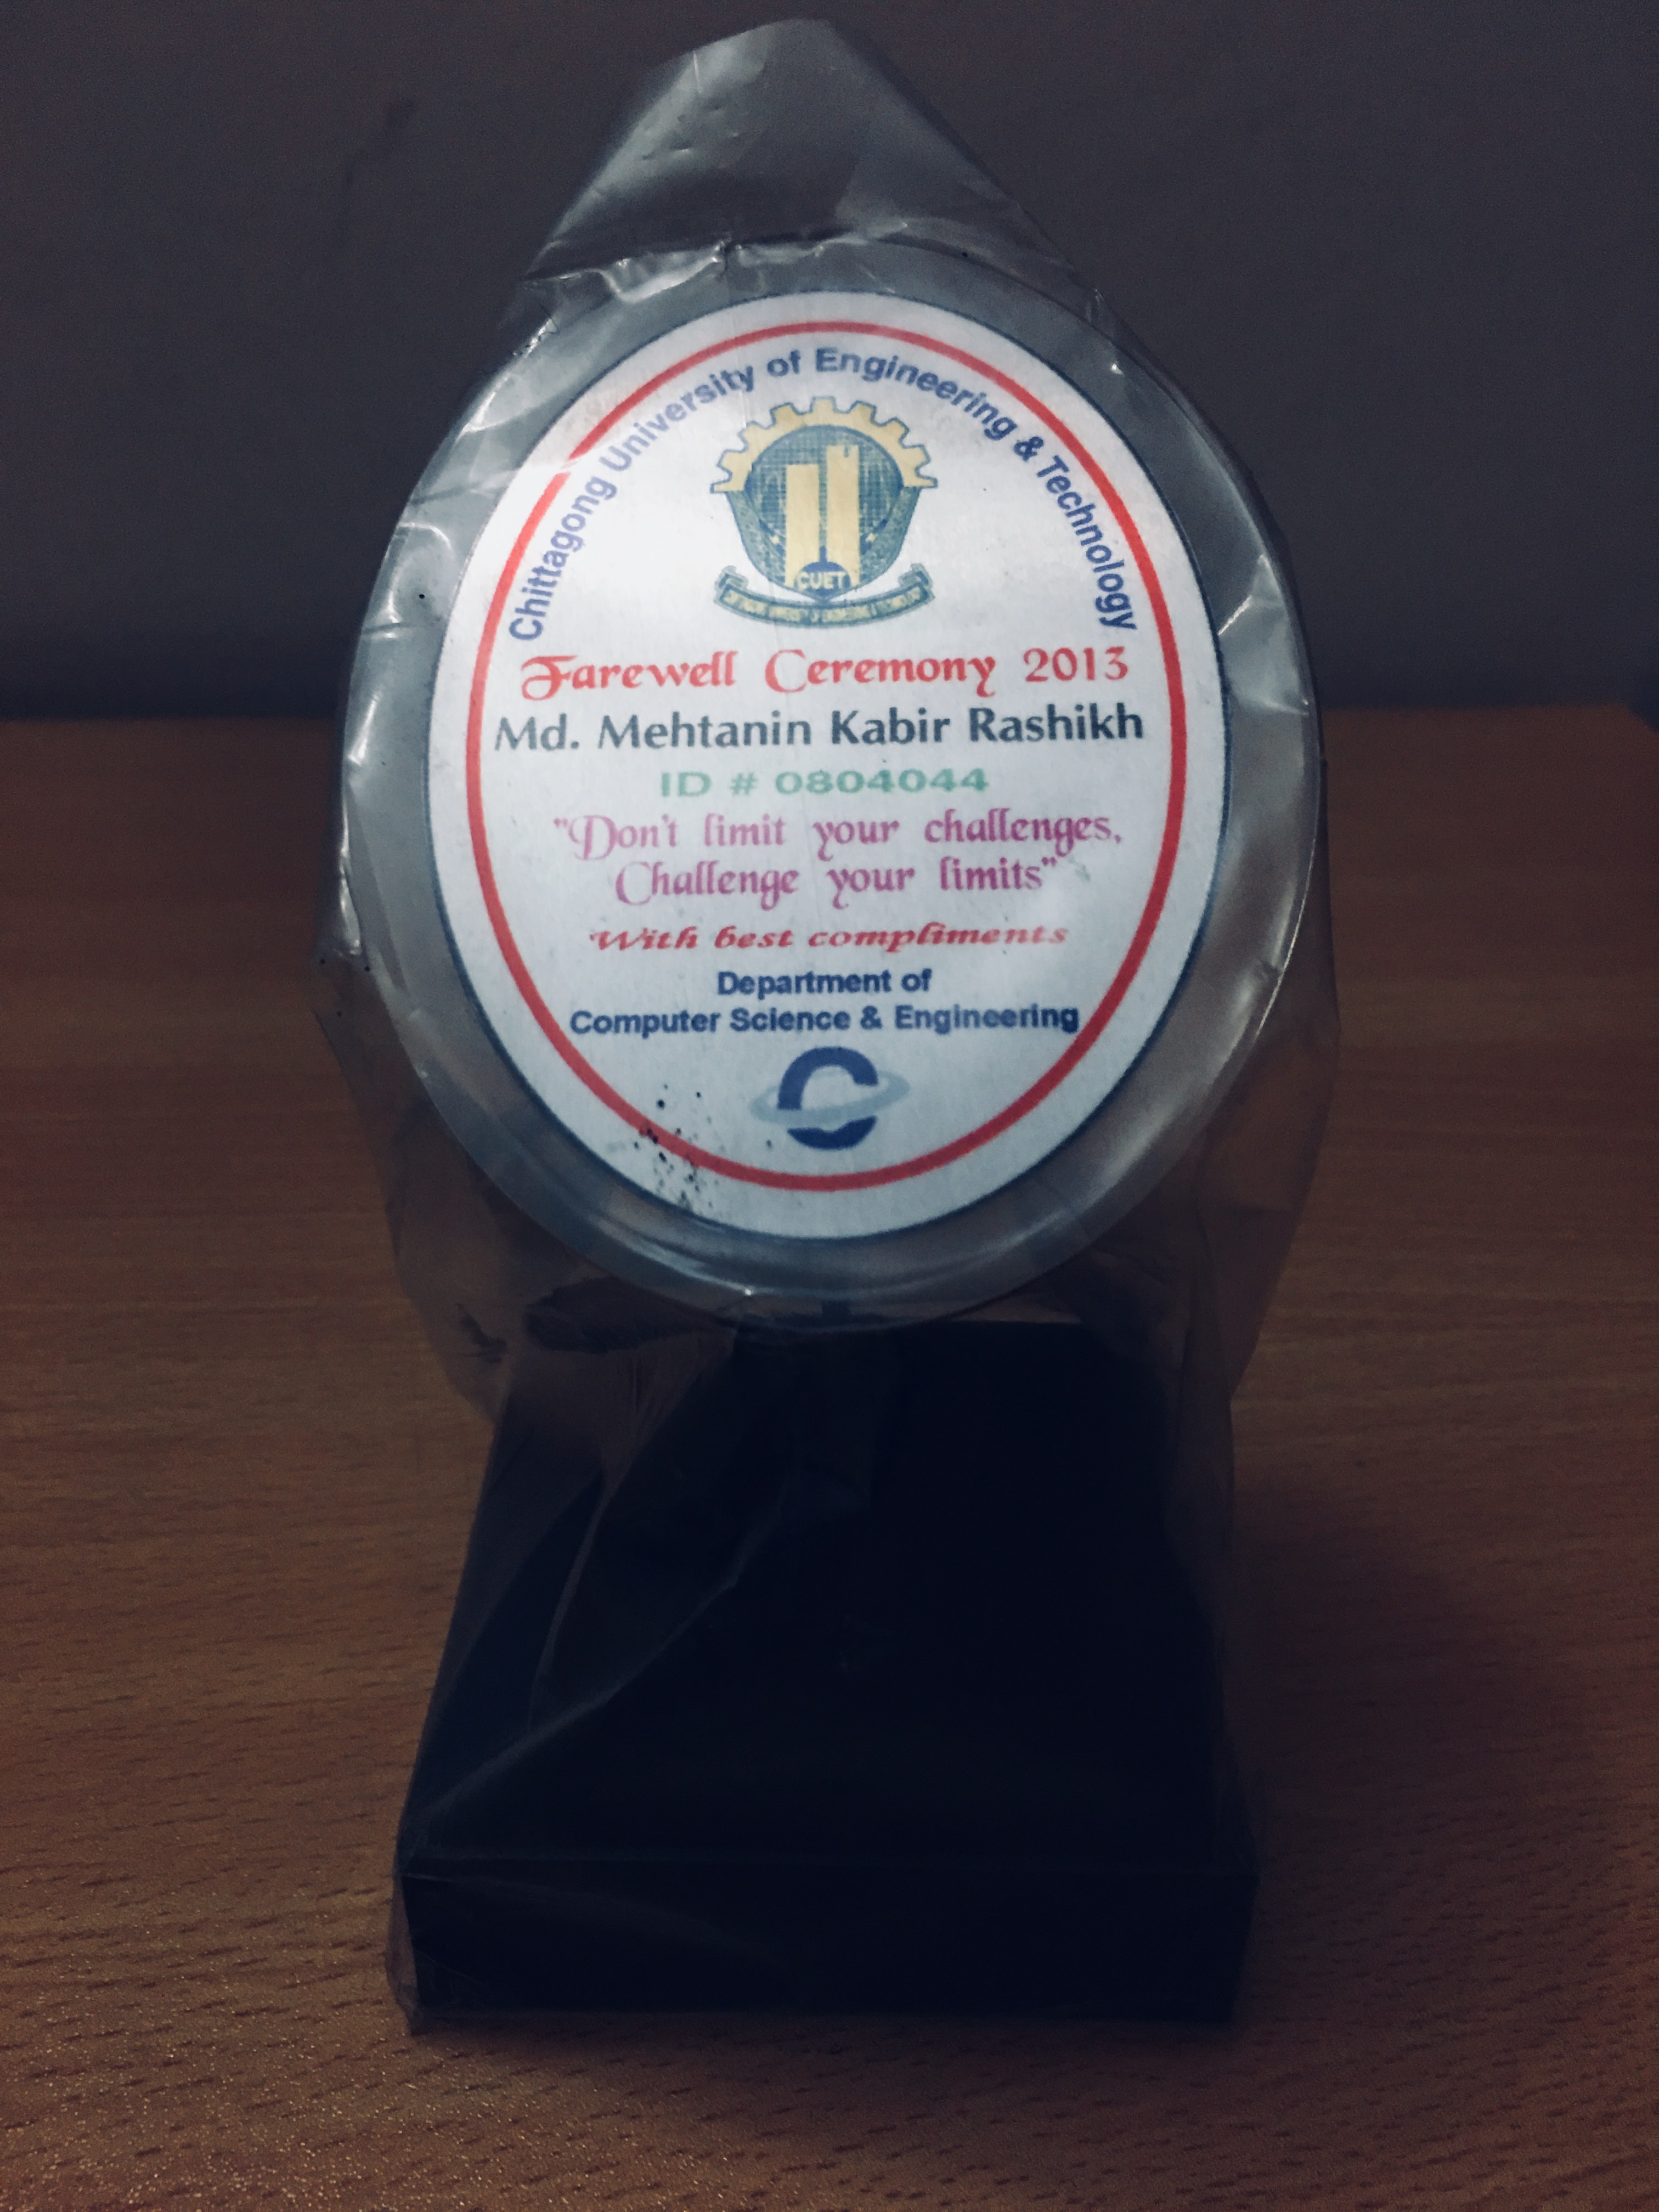 Chittagong University of Engineering & Technology
CUET
Farewell Ceremony 2013
Md. Mehtanin Kabir Rashikh
ID # 0804044
"Don't limit your challenges,
Challenge your limits"
With best compliments
Department of
Computer Science & Engineering